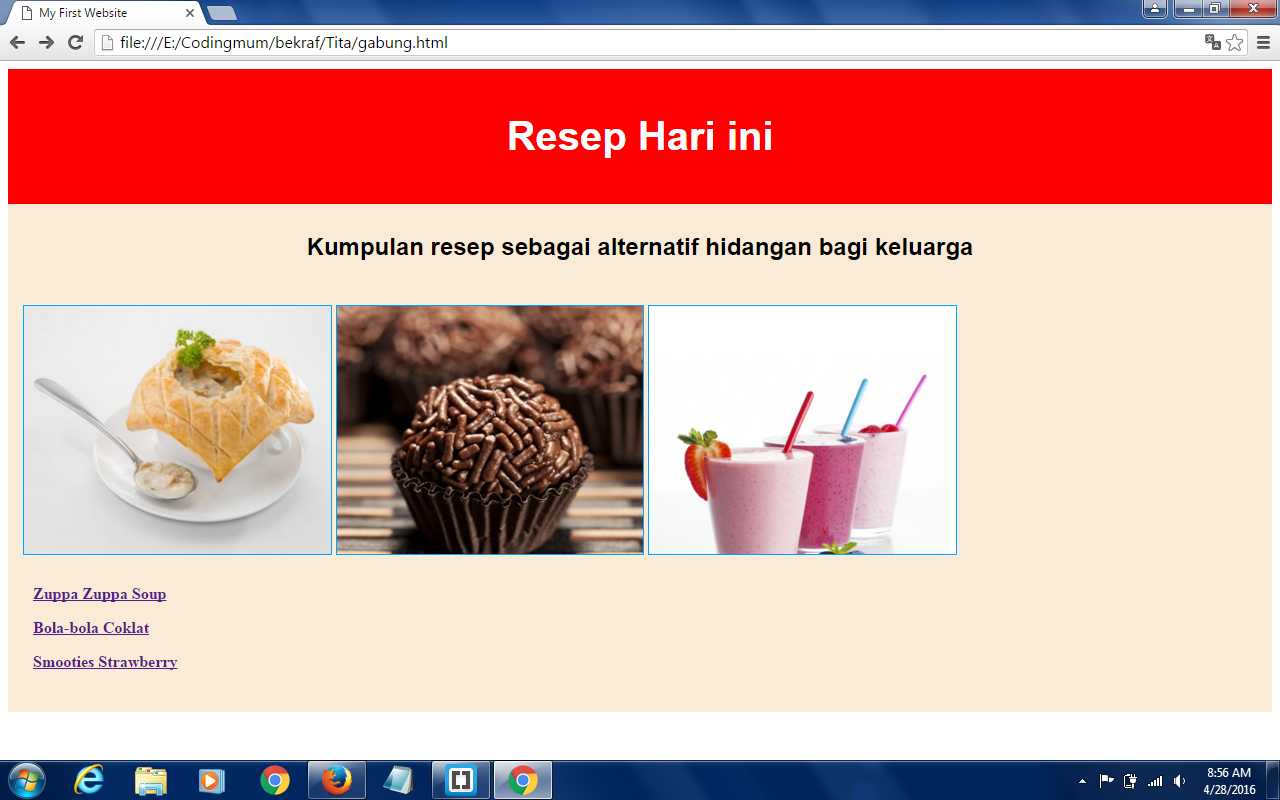 My First Website
file:///E:/Codingmum/bekraf/Tita/gabung.html
Resep Hari ini
Kumpulan resep sebagai alternatif hidangan bagi keluarga
Zuppa Zuppa Soup
Bola-bola Coklat
Smooties Strawberry
8:56 AM
4/28/2016